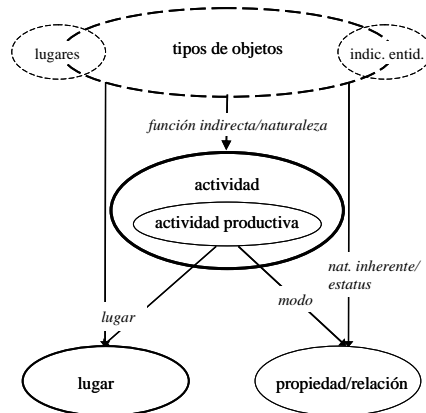 tipos de objetos
lugares
indic. entid.
función indirecta/naturaleza
actividad
actividad productiva
nat. inherente/
estatus
modo
lugar
lugar
propiedad/relación